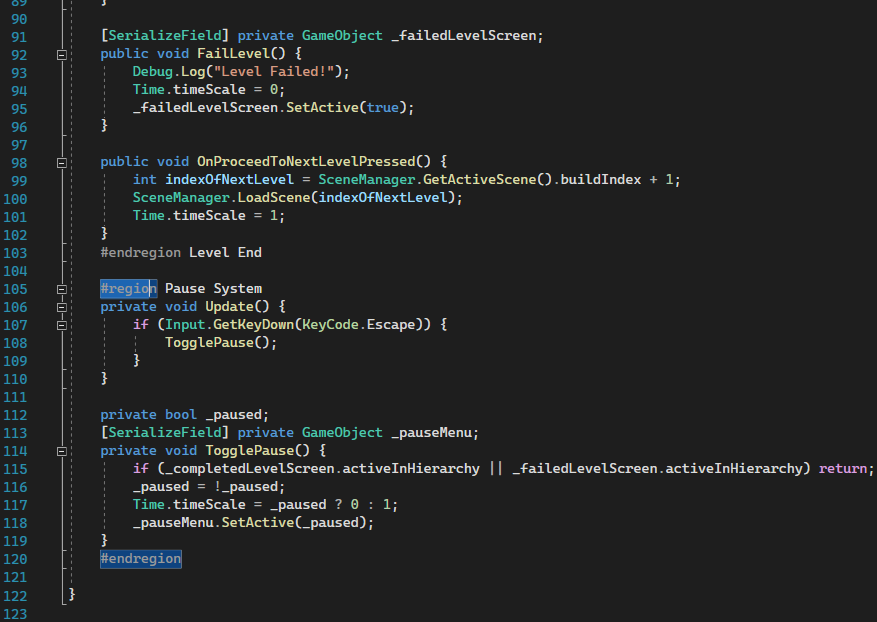 89 }
90
91 [SerializeField] private GameObject _failedLevelScreen;
92 public void FailLevel() {
93 Debug.Log("Level Failed!");
94 Time.timeScale = 0;
95 _failedLevelScreen.SetActive(true);
96 }
97
98 public void OnProceedToNextLevelPressed() {
99 int indexOfNextLevel = SceneManager.GetActiveScene().buildIndex + 1;
100 SceneManager.LoadScene(indexOfNextLevel);
101 Time.timeScale = 1;
102 }
103 #endregion Level End
104
105 #region Pause System
106 private void Update() {
107 if (Input.GetKeyDown(KeyCode.Escape)) {
108 TogglePause();
109 }
110 }
111
112 private bool _paused;
113 [SerializeField] private GameObject _pauseMenu;
114 private void TogglePause() {
115 if (_completedLevelScreen.activeInHierarchy || _failedLevelScreen.activeInHierarchy) return;
116 _paused = !_paused;
117 Time.timeScale = _paused ? 0 : 1;
118 _pauseMenu.SetActive(_paused);
119 }
120 #endregion
121
122 }
123